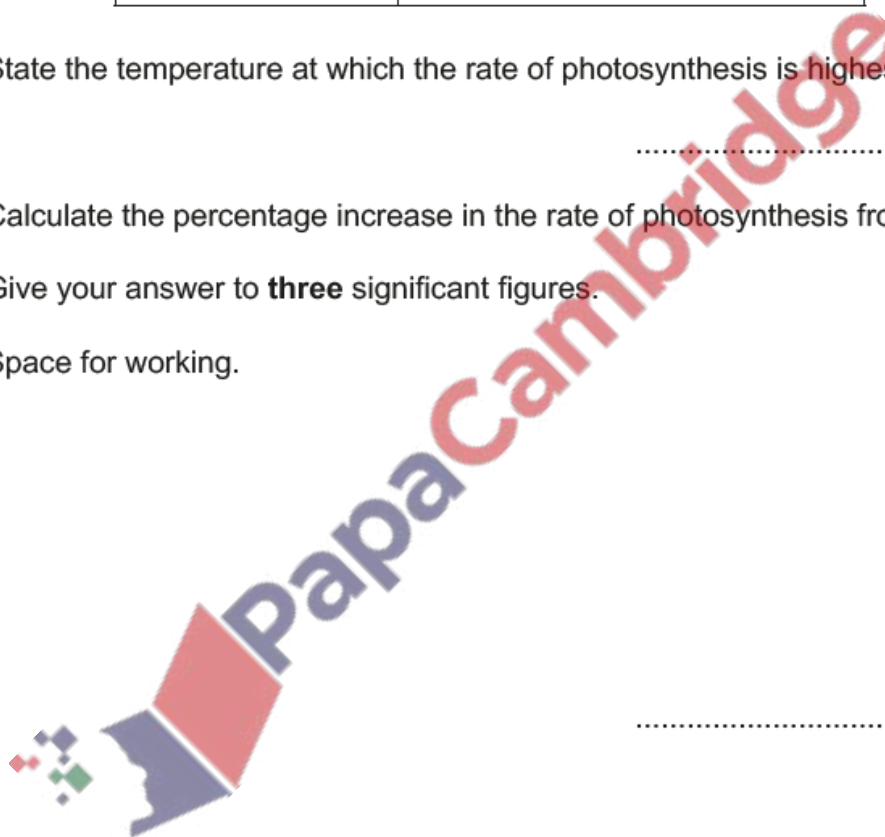 State the temperature at which the rate of photosynthesis is highes
..............................
Calculate the percentage increase in the rate of photosynthesis fro
Give your answer to three significant figures.
Space for working.
PapaCambridge
..............................